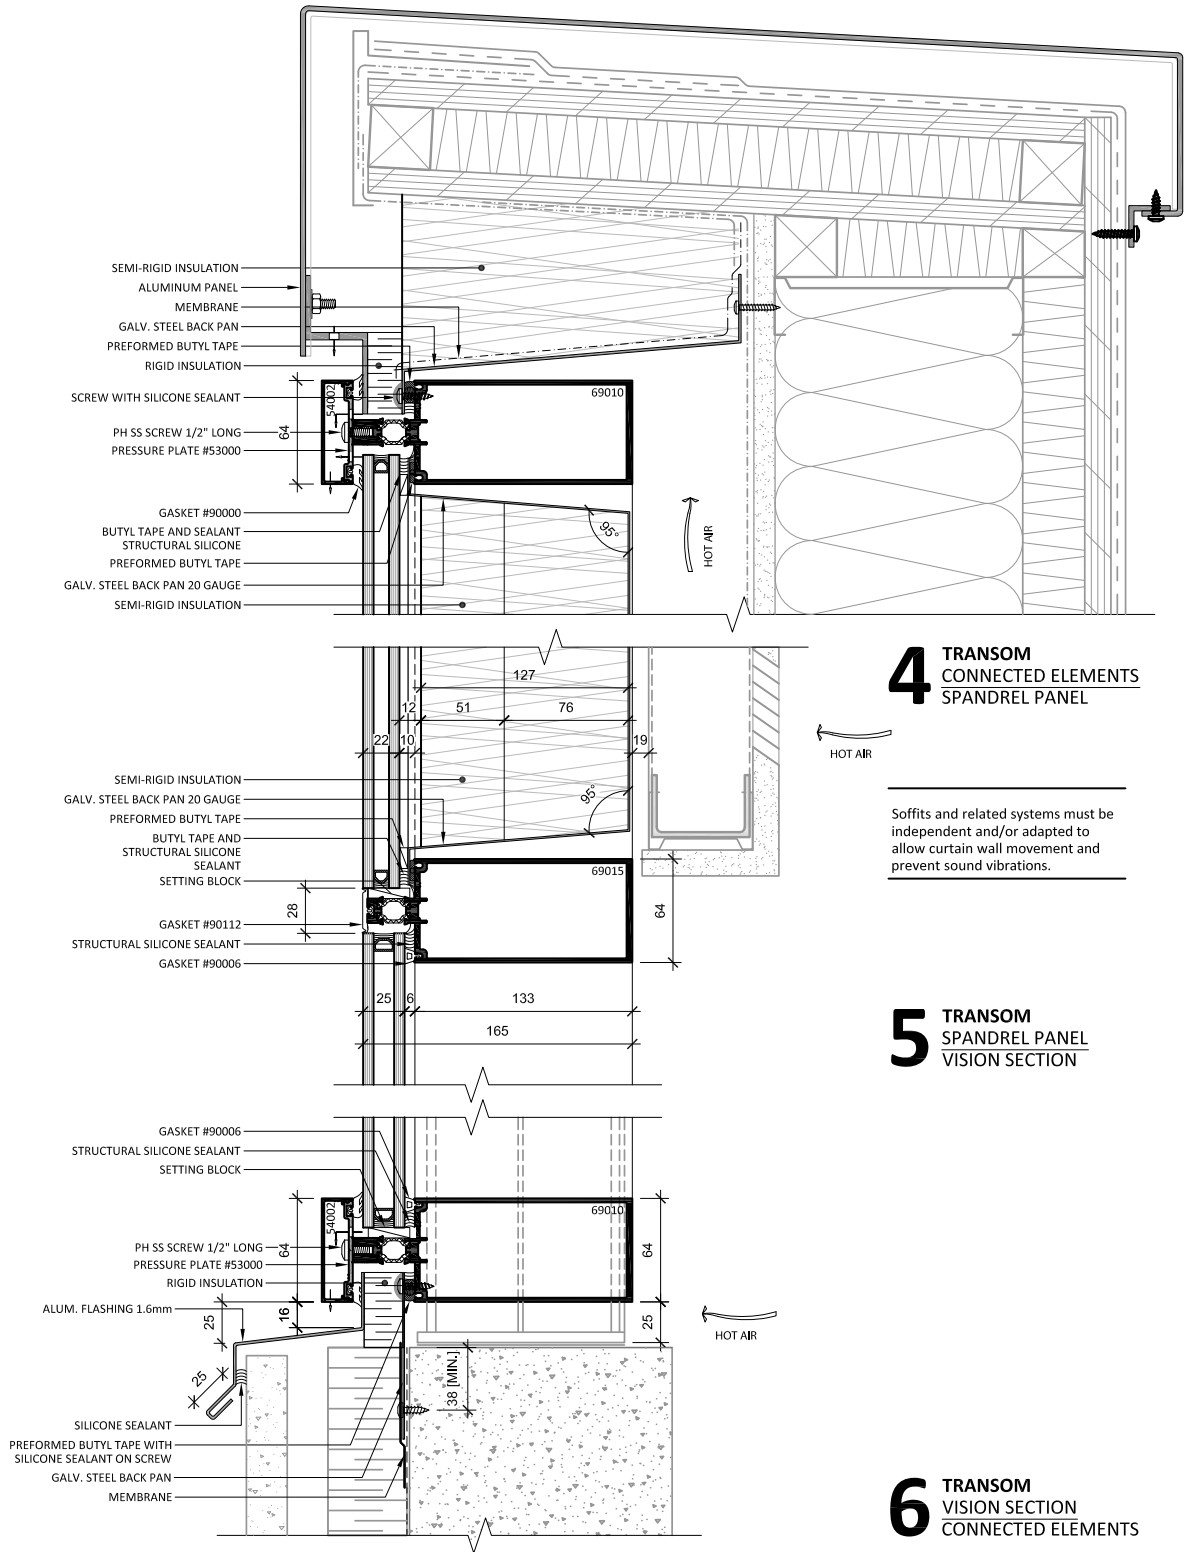 SEMI-RIGID INSULATION
ALUMINUM PANEL
MEMBRANE
GALV. STEEL BACK PAN
PREFORMED BUTYL TAPE
RIGID INSULATION
SCREW WITH SILICONE SEALANT
PH SS SCREW 1/2" LONG
PRESSURE PLATE #53000
64
54002
69010
GASKET #90000
BUTYL TAPE AND SEALANT
STRUCTURAL SILICONE
PREFORMED BUTYL TAPE
GALV. STEEL BACK PAN 20 GAUGE
SEMI-RIGID INSULATION
95°
HOT AIR
4
TRANSOM
CONNECTED ELEMENTS
SPANDREL PANEL
127
12
51
76
22
10
19
HOT AIR
SEMI-RIGID INSULATION
GALV. STEEL BACK PAN 20 GAUGE
PREFORMED BUTYL TAPE
BUTYL TAPE AND
STRUCTURAL SILICONE
SEALANT
SETTING BLOCK
95°
Soffits and related systems must be
independent and/or adapted to
allow curtain wall movement and
prevent sound vibrations.
69015
28
64
GASKET #90112
STRUCTURAL SILICONE SEALANT
GASKET #90006
25
6
133
165
5
TRANSOM
SPANDREL PANEL
VISION SECTION
GASKET #90006
STRUCTURAL SILICONE SEALANT
SETTING BLOCK
54002
69010
64
64
PH SS SCREW 1/2" LONG
PRESSURE PLATE #53000
RIGID INSULATION
ALUM. FLASHING 1.6mm
25
16
25
HOT AIR
25
38 [MIN.]
SILICONE SEALANT
PREFORMED BUTYL TAPE WITH
SILICONE SEALANT ON SCREW
GALV. STEEL BACK PAN
MEMBRANE
6
TRANSOM
VISION SECTION
CONNECTED ELEMENTS